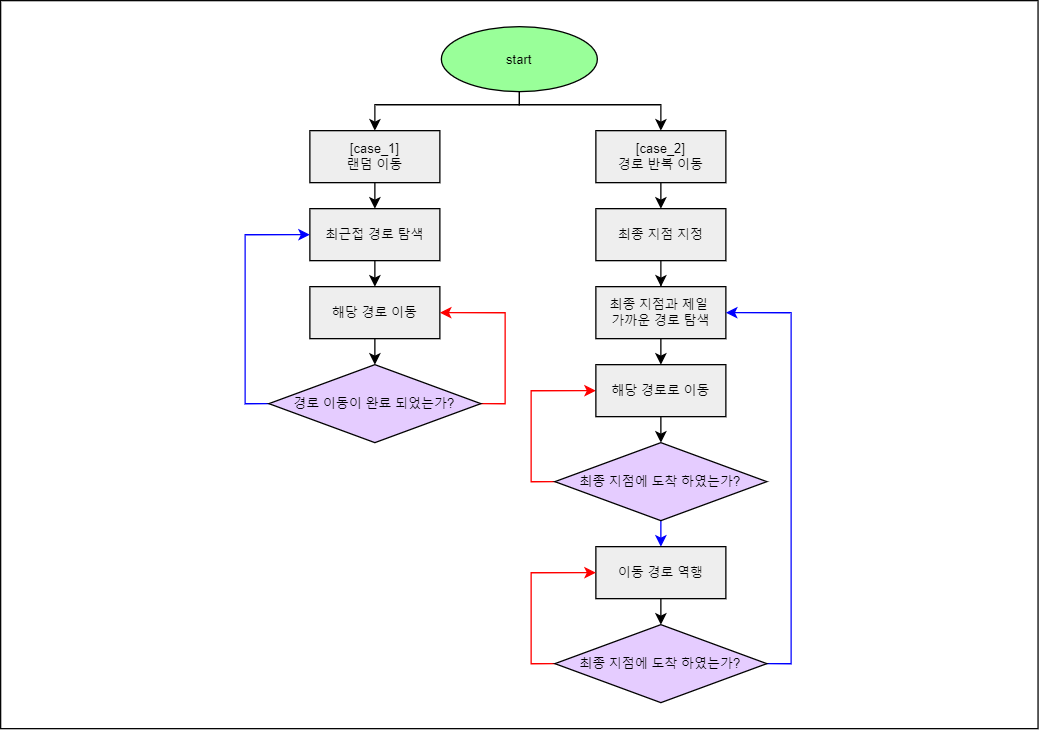 start
[case_1]
랜덤 이동
최근접 경로 탐색
해당 경로 이동
경로 이동이 완료 되었는가?
[case_2]
경로 반복 이동
최종 지점 지정
최종 지점과 제일
가까운 경로 탐색
해당 경로로 이동
최종 지점에 도착 하였는가?
이동 경로 역행
최종 지점에 도착 하였는가?